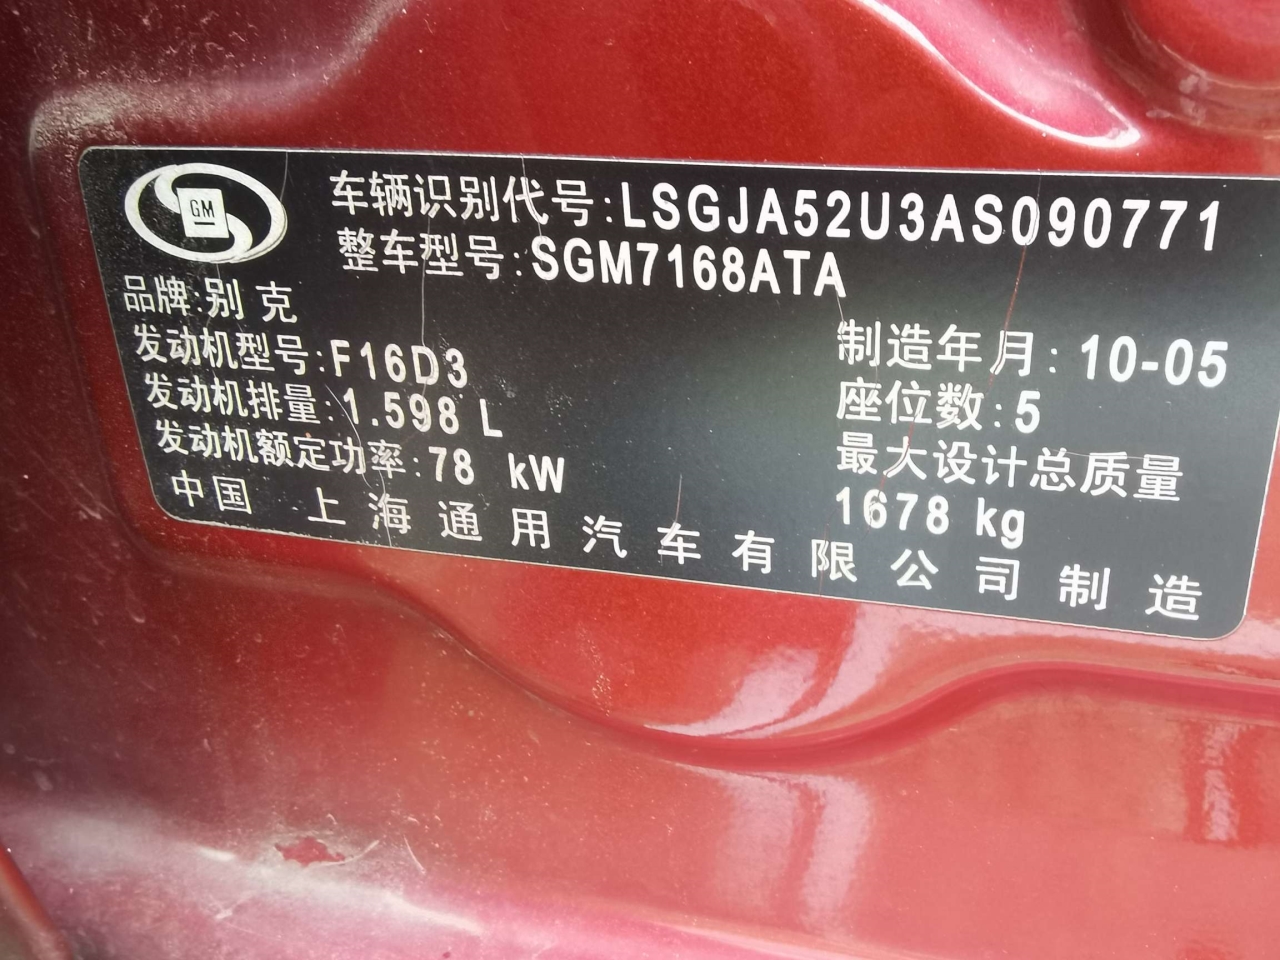 GM
车辆识别代号:LSGJA52U3AS090771
整车型号:SGM7168ATA
品牌:别克
发动机型号:F16D3
制造年月:10-05
发动机排量:1.598 L
座位数:5
发动机额定功率:78 kW
最大设计总质量
1678 kg
中国 上海通用汽车有限公司制造